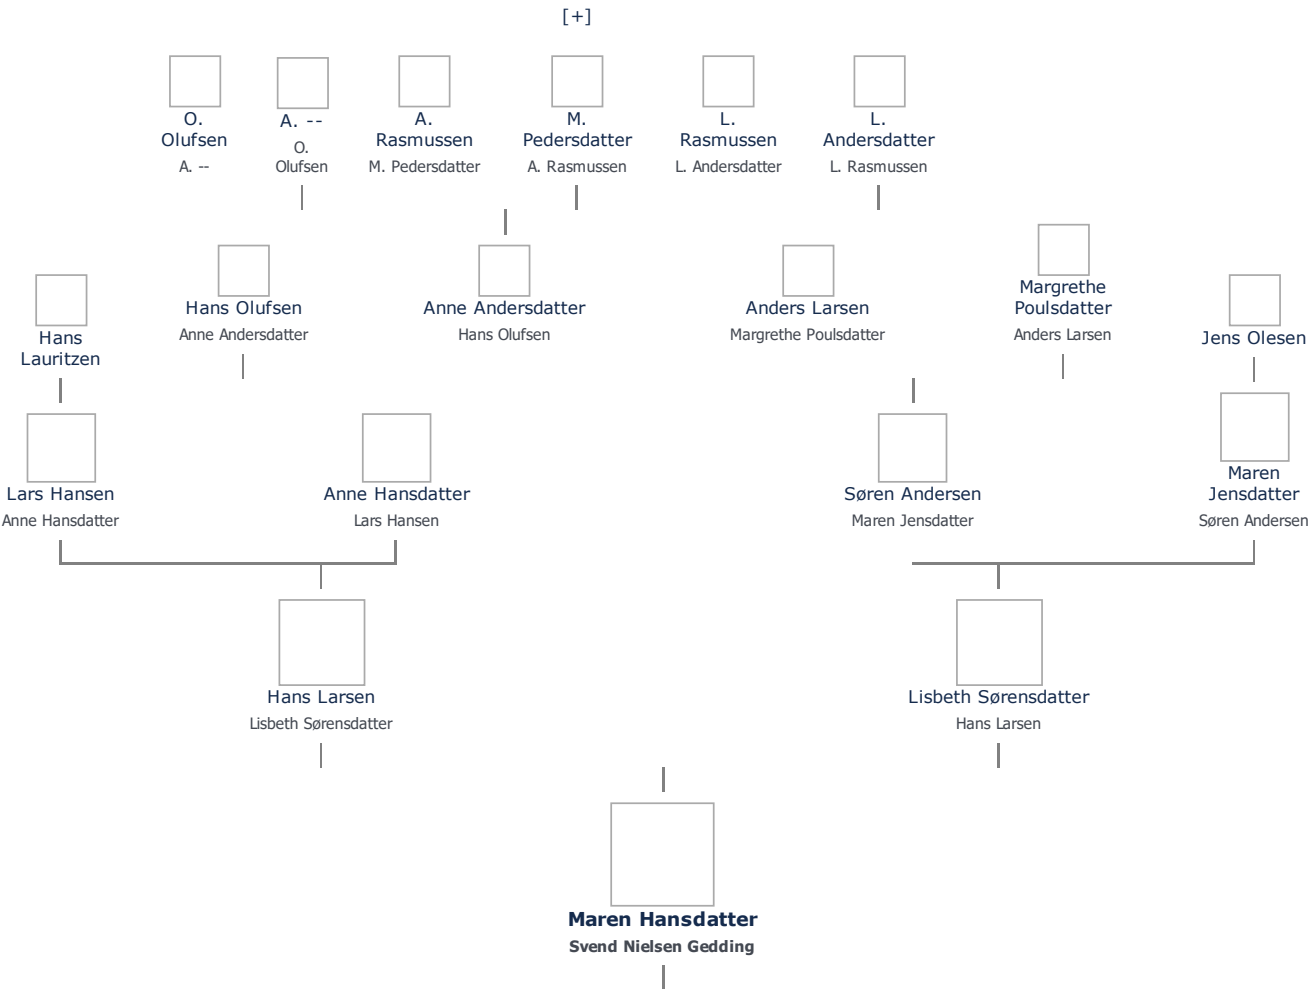 [+]
O.
Olufsen
A. --
A. --
O.
Olufsen
A.
Rasmussen
M. Pedersdatter
M.
Pedersdatter
A. Rasmussen
L.
Rasmussen
L. Andersdatter
L.
Andersdatter
L. Rasmussen
Hans
Lauritzen
Hans Olufsen
Anne Andersdatter
Anne Andersdatter
Hans Olufsen
Anders Larsen
Margrethe Poulsdatter
Margrethe
Poulsdatter
Anders Larsen
Jens Olesen
Lars Hansen
Anne Hansdatter
Anne Hansdatter
Lars Hansen
Søren Andersen
Maren Jensdatter
Maren
Jensdatter
Søren Andersen
Hans Larsen
Lisbeth Sørensdatter
Lisbeth Sørensdatter
Hans Larsen
Maren Hansdatter
Svend Nielsen Gedding